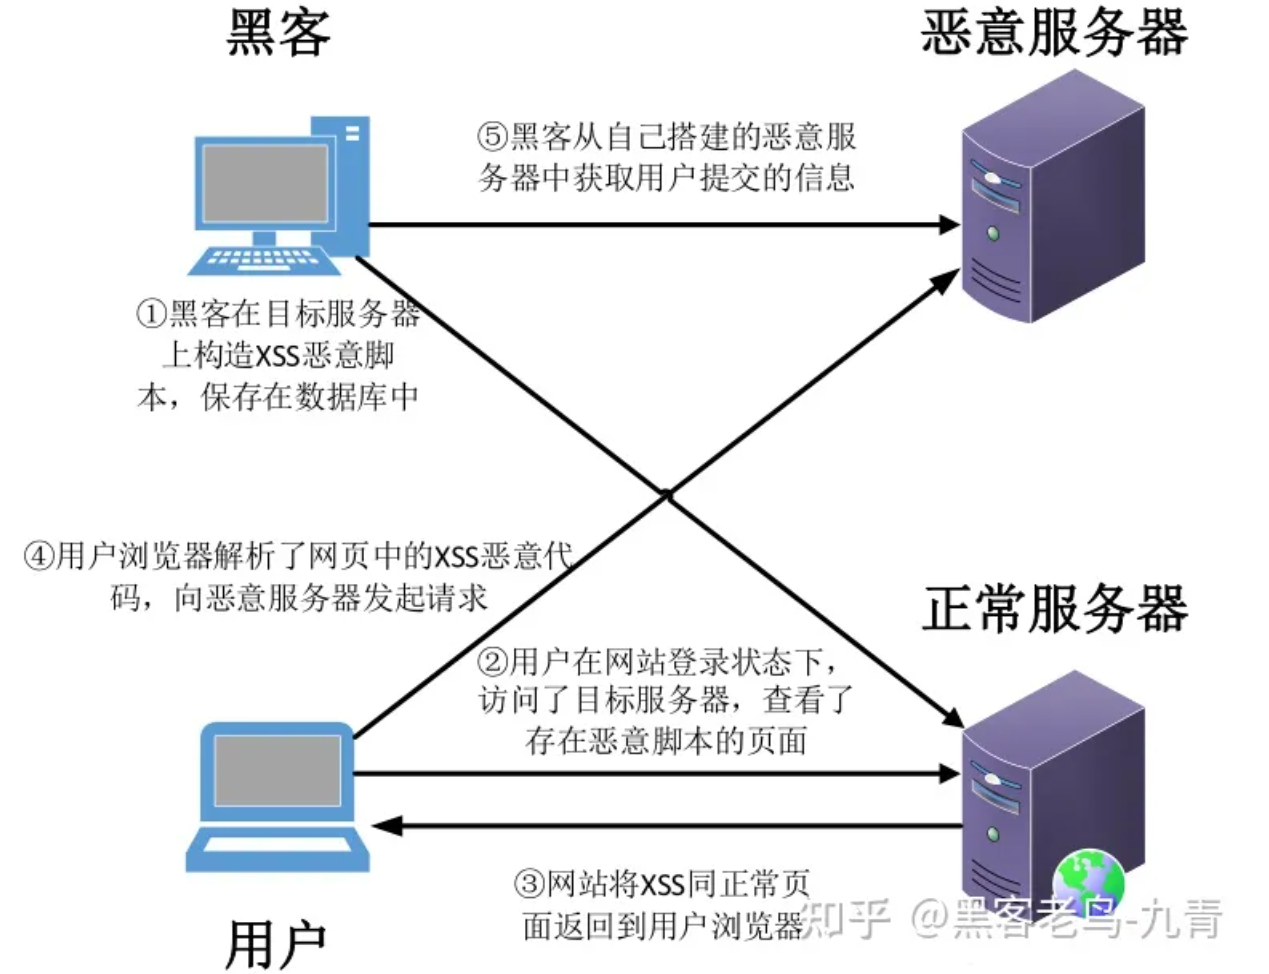 黑客
恶意服务器
⑤黑客从自己搭建的恶意服
务器中获取用户提交的信息
①黑客在目标服务器
上构造XSS恶意脚
本，保存在数据库中
④用户浏览器解析了网页中的XSS恶意代
码，向恶意服务器发起请求
正常服务器
②用户在网站登录状态下，
访问了目标服务器，查看了
存在恶意脚本的页面
③网站将XSS同正常页
面返回到用户浏览器
用户
知乎 @黑客老鸟-九青